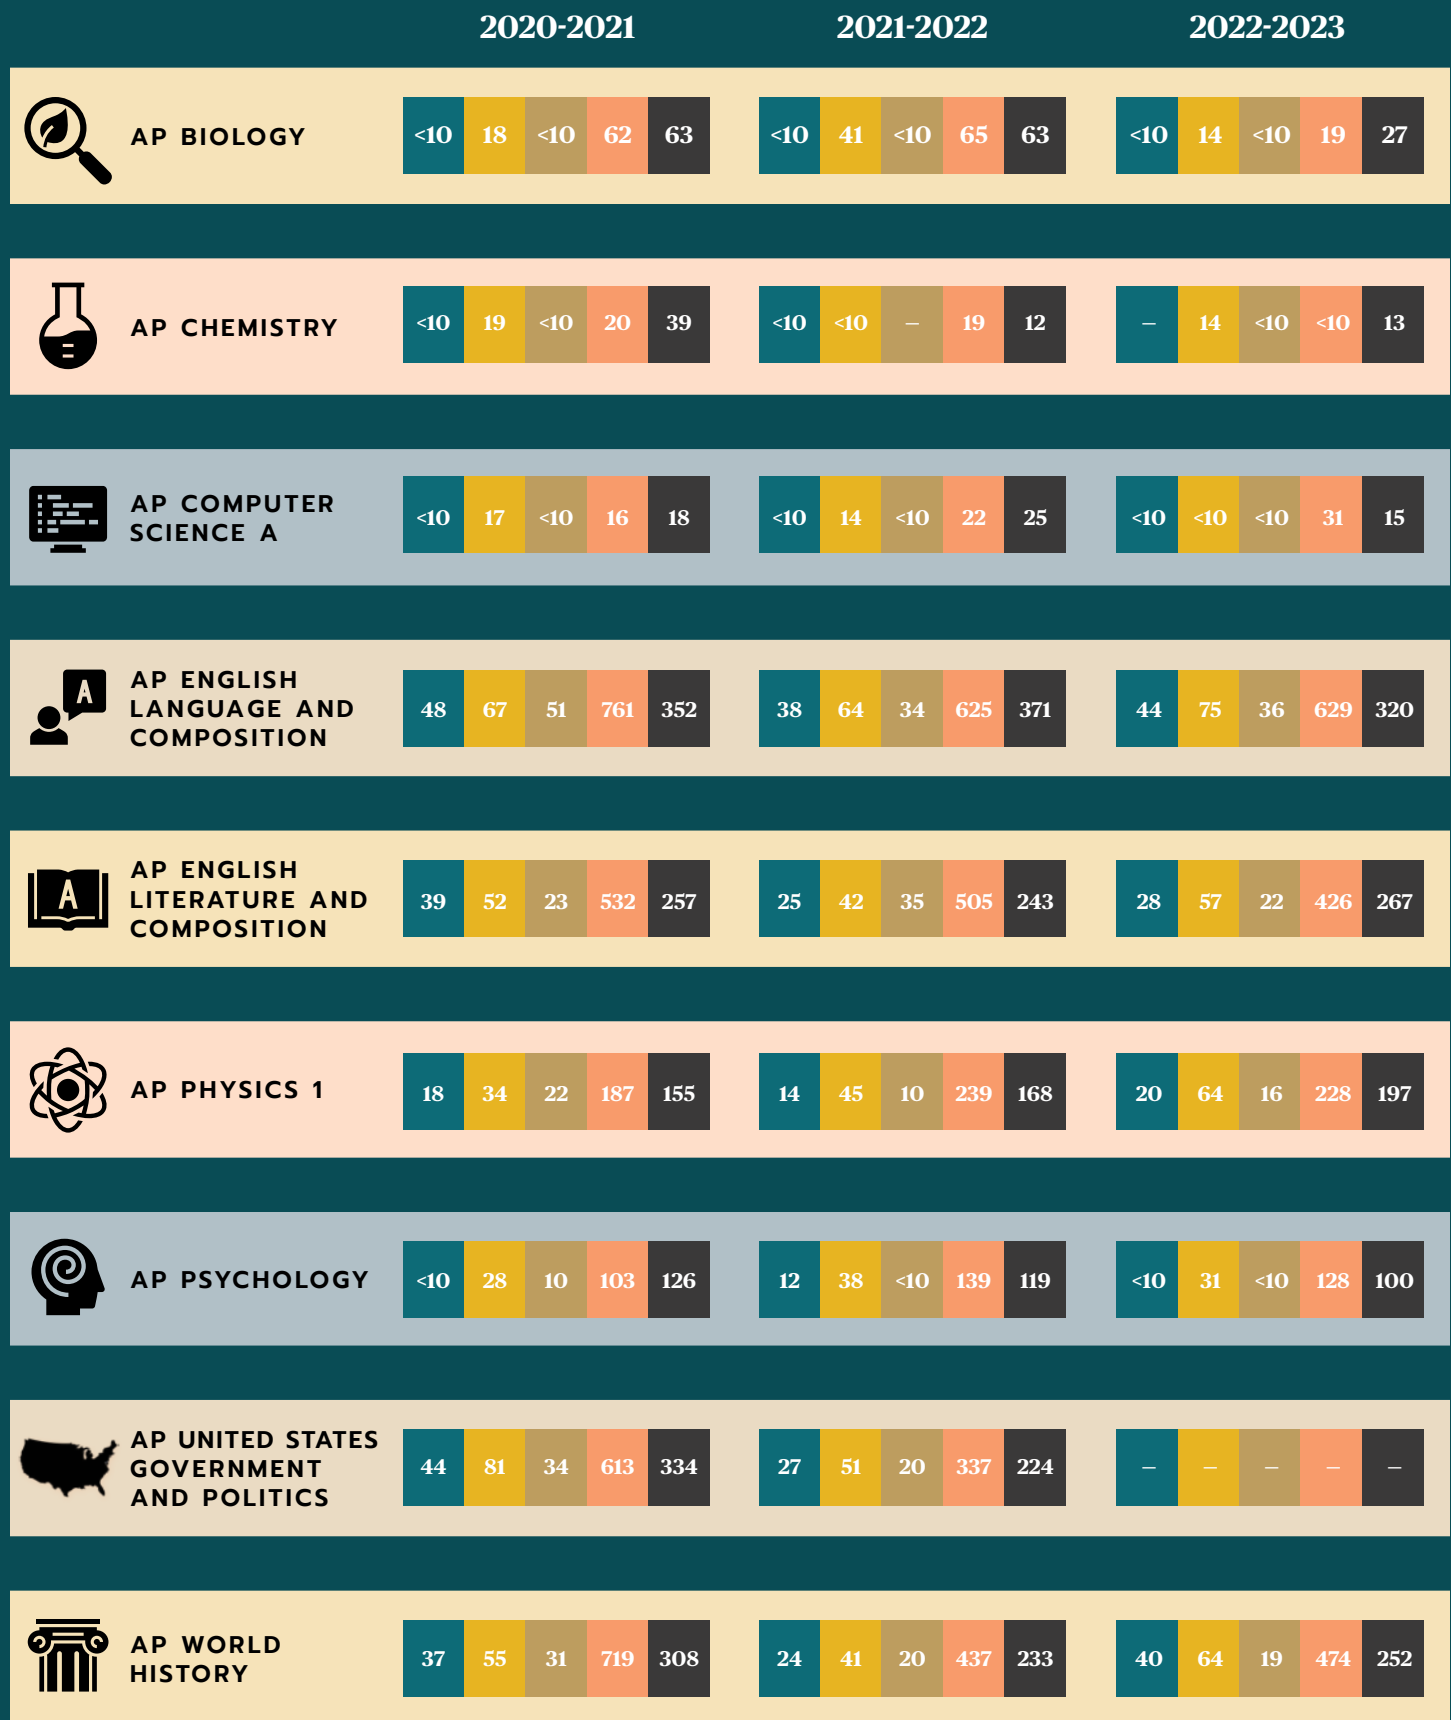 2020-2021 2021-2022 2022-2023
AP BIOLOGY
<10 18 <10 62 63 <10 41 <10 65 63 <10 14 <10 19 27
AP CHEMISTRY
<10 19 <10 20 39 <10 <10 – 19 12 – 14 <10 <10 13
AP COMPUTER
SCIENCE A
<10 17 <10 16 18 <10 14 <10 22 25 <10 <10 <10 31 15
AP ENGLISH
LANGUAGE AND
COMPOSITION
48 67 51 761 352 38 64 34 625 371 44 75 36 629 320
AP ENGLISH
LITERATURE AND
COMPOSITION
39 52 23 532 257 25 42 35 505 243 28 57 22 426 267
AP PHYSICS 1
18 34 22 187 155 14 45 10 239 168 20 64 16 228 197
AP PSYCHOLOGY
<10 28 10 103 126 12 38 <10 139 119 <10 31 <10 128 100
AP UNITED STATES
GOVERNMENT
AND POLITICS
44 81 34 613 334 27 51 20 337 224 – – – – –
AP WORLD
HISTORY
37 55 31 719 308 24 41 20 437 233 40 64 19 474 252
A
A